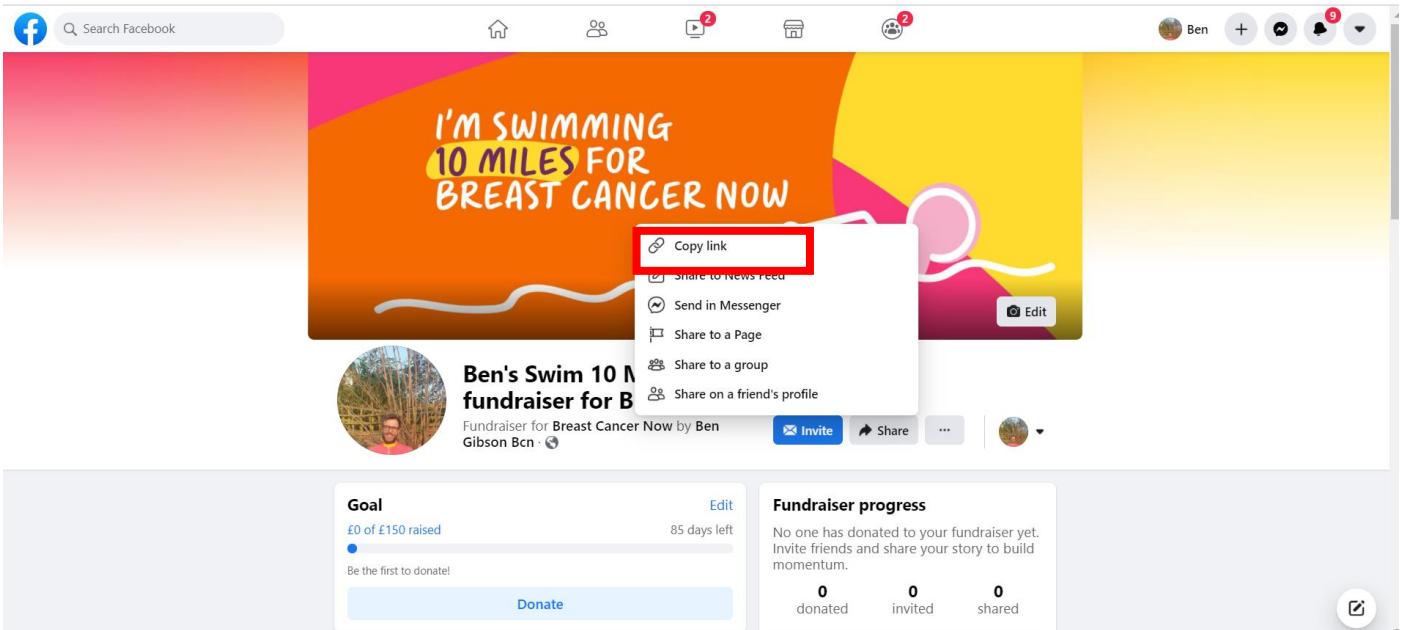 Search Facebook
2
2
Ben
9
I'M SWIMMING
10 MILES FOR
BREAST CANCER NOW
Copy link
Share to News Feed
Send in Messenger
Share to a Page
Share to a group
Share on a friend's profile
Edit
Ben's Swim 10
fundraiser for B
Fundraiser for Breast Cancer Now by Ben
Gibson Bcn ·
Invite
Share
...
Goal
Edit
£0 of £150 raised
85 days left
Be the first to donate!
Donate
Fundraiser progress
No one has donated to your fundraiser yet.
Invite friends and share your story to build
momentum.
0
0
0
donated
invited
shared